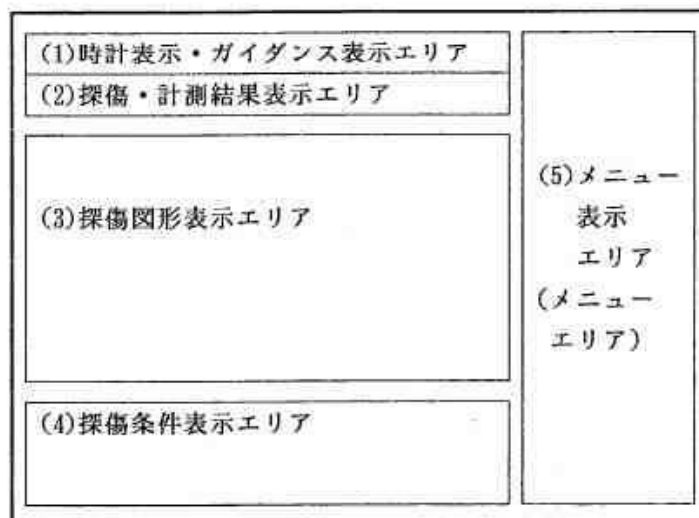 (1)時計表示・ガイダンス表示エリア
(2)探傷・計測結果表示エリア
(3)探傷図形表示エリア
(4)探傷条件表示エリア
(5)メニュー
表示
エリア
(メニュー
エリア)